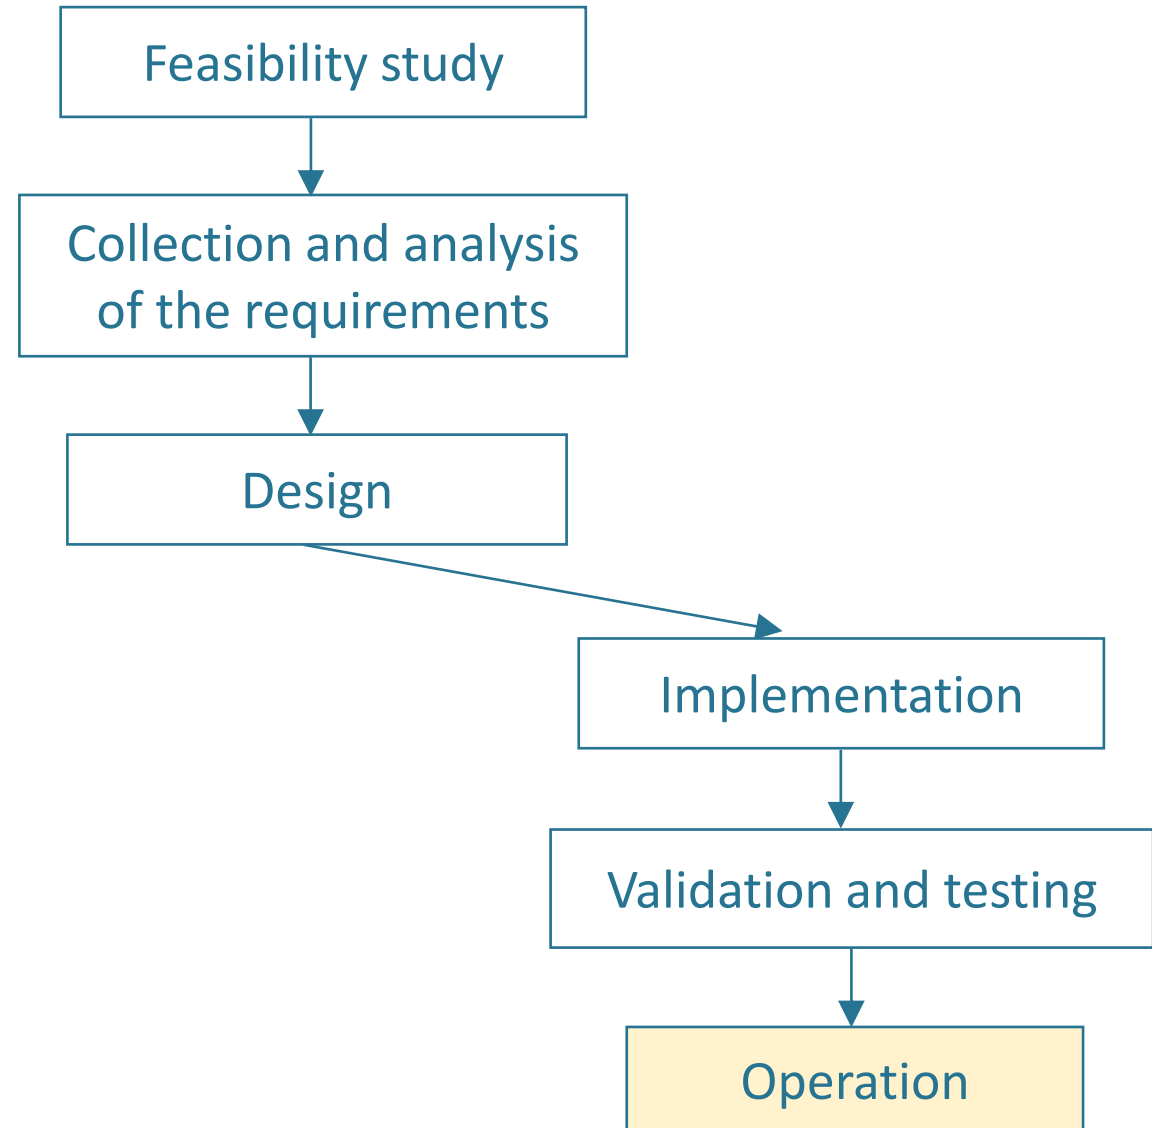 Feasibility study
Collection and analysis
of the requirements
Design
Implementation
Validation and testing
Operation